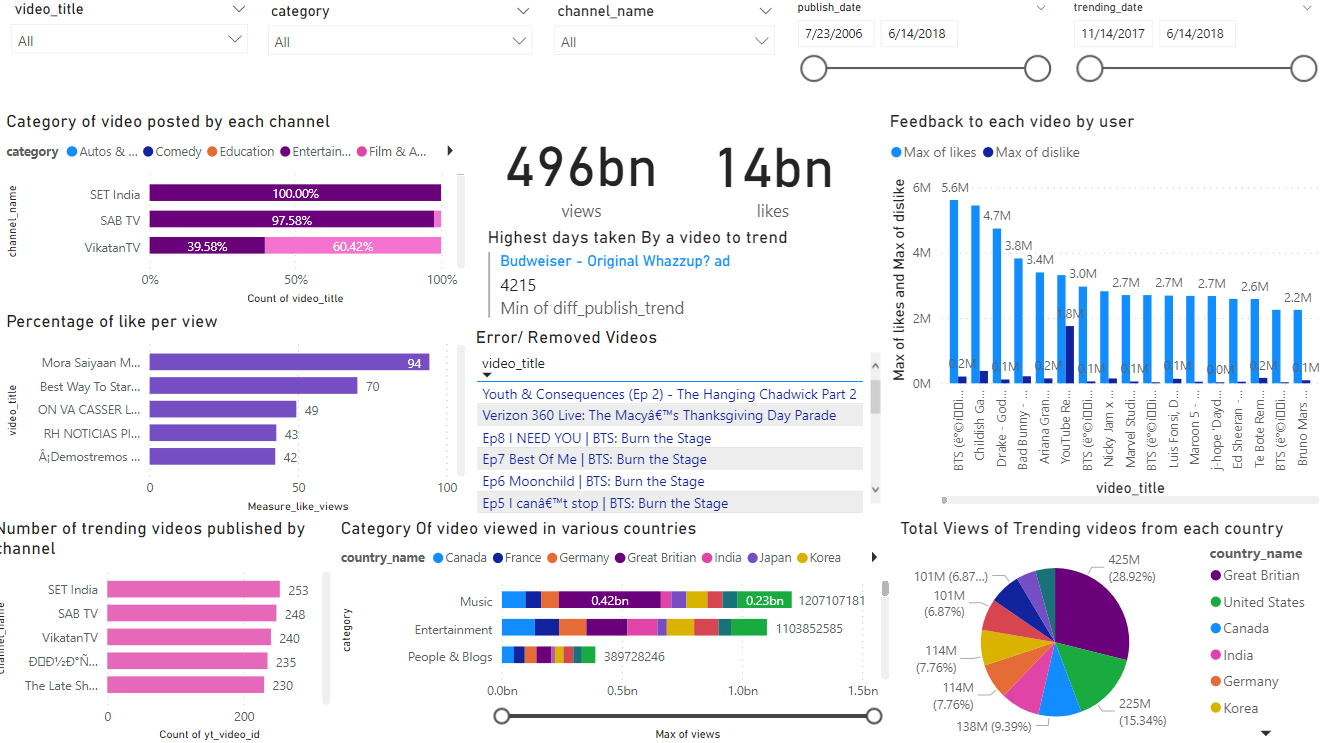 video_title
All
category
All
channel_name
All
publish_date
7/23/2006 6/14/2018
trending_date
11/14/2017 6/14/2018
Category of video posted by each channel
category Autos & ... Comedy Education Entertain... Film & A...
channel_name
SET India 100.00%
SAB TV 97.58%
VikatanTV 39.58% 60.42%
0% 50% 100%
Count of video_title
496bn
views
14bn
likes
Highest days taken By a video to trend
Budweiser - Original Whazzup? ad
4215
Min of diff_publish_trend
Feedback to each video by user
Max of likes Max of dislike
Max of likes and Max of dislike
6M
4M
2M
0M
5.6M
4.7M
3.8M
3.4M
3.0M
2.7M
2.7M
2.6M
2.2M
1.8M
0.2M
0.1M
0.2M
0.1M
0.1M
0.1M
0.0M
0.2M
0.1M
Childish Ga...
Drake - God...
Bad Bunny - ...
Ariana Gran...
YouTube Re...
Nicky Jam x ...
Marvel Studi...
Luis Fonsi, D...
Maroon 5 - ...
j-hope 'Dayd...
Ed Sheeran -...
Te Bote Rem...
Bruno Mars ...
video_title
Percentage of like per view
video_title
Mora Saiyaan M... 94
Best Way To Star... 70
ON VA CASSER L... 49
RH NOTICIAS PI... 43
Â¡Demostremos ... 42
0 50 100
Measure_like_views
Error/ Removed Videos
video_title
Youth & Consequences (Ep 2) - The Hanging Chadwick Part 2
Verizon 360 Live: The Macyâ€™s Thanksgiving Day Parade
Ep8 I NEED YOU | BTS: Burn the Stage
Ep7 Best Of Me | BTS: Burn the Stage
Ep6 Moonchild | BTS: Burn the Stage
Ep5 I canâ€™t stop | BTS: Burn the Stage
Number of trending videos published by
channel
channel_name
SET India 253
SAB TV 248
VikatanTV 240
235
The Late Sh... 230
0 200
Count of yt_video_id
Category Of video viewed in various countries
country_name Canada France Germany Great Britian India Japan Korea
category
Music 0.42bn 0.23bn 1207107181
Entertainment 1103852585
People & Blogs 389728246
0.0bn 0.5bn 1.0bn 1.5bn
Max of views
Total Views of Trending videos from each country
425M
(28.92%)
225M
(15.34%)
138M (9.39%)
114M
(7.76%)
114M
(7.76%)
101M
(6.87%)
101M (6.87...)
country_name
Great Britian
United States
Canada
India
Germany
Korea